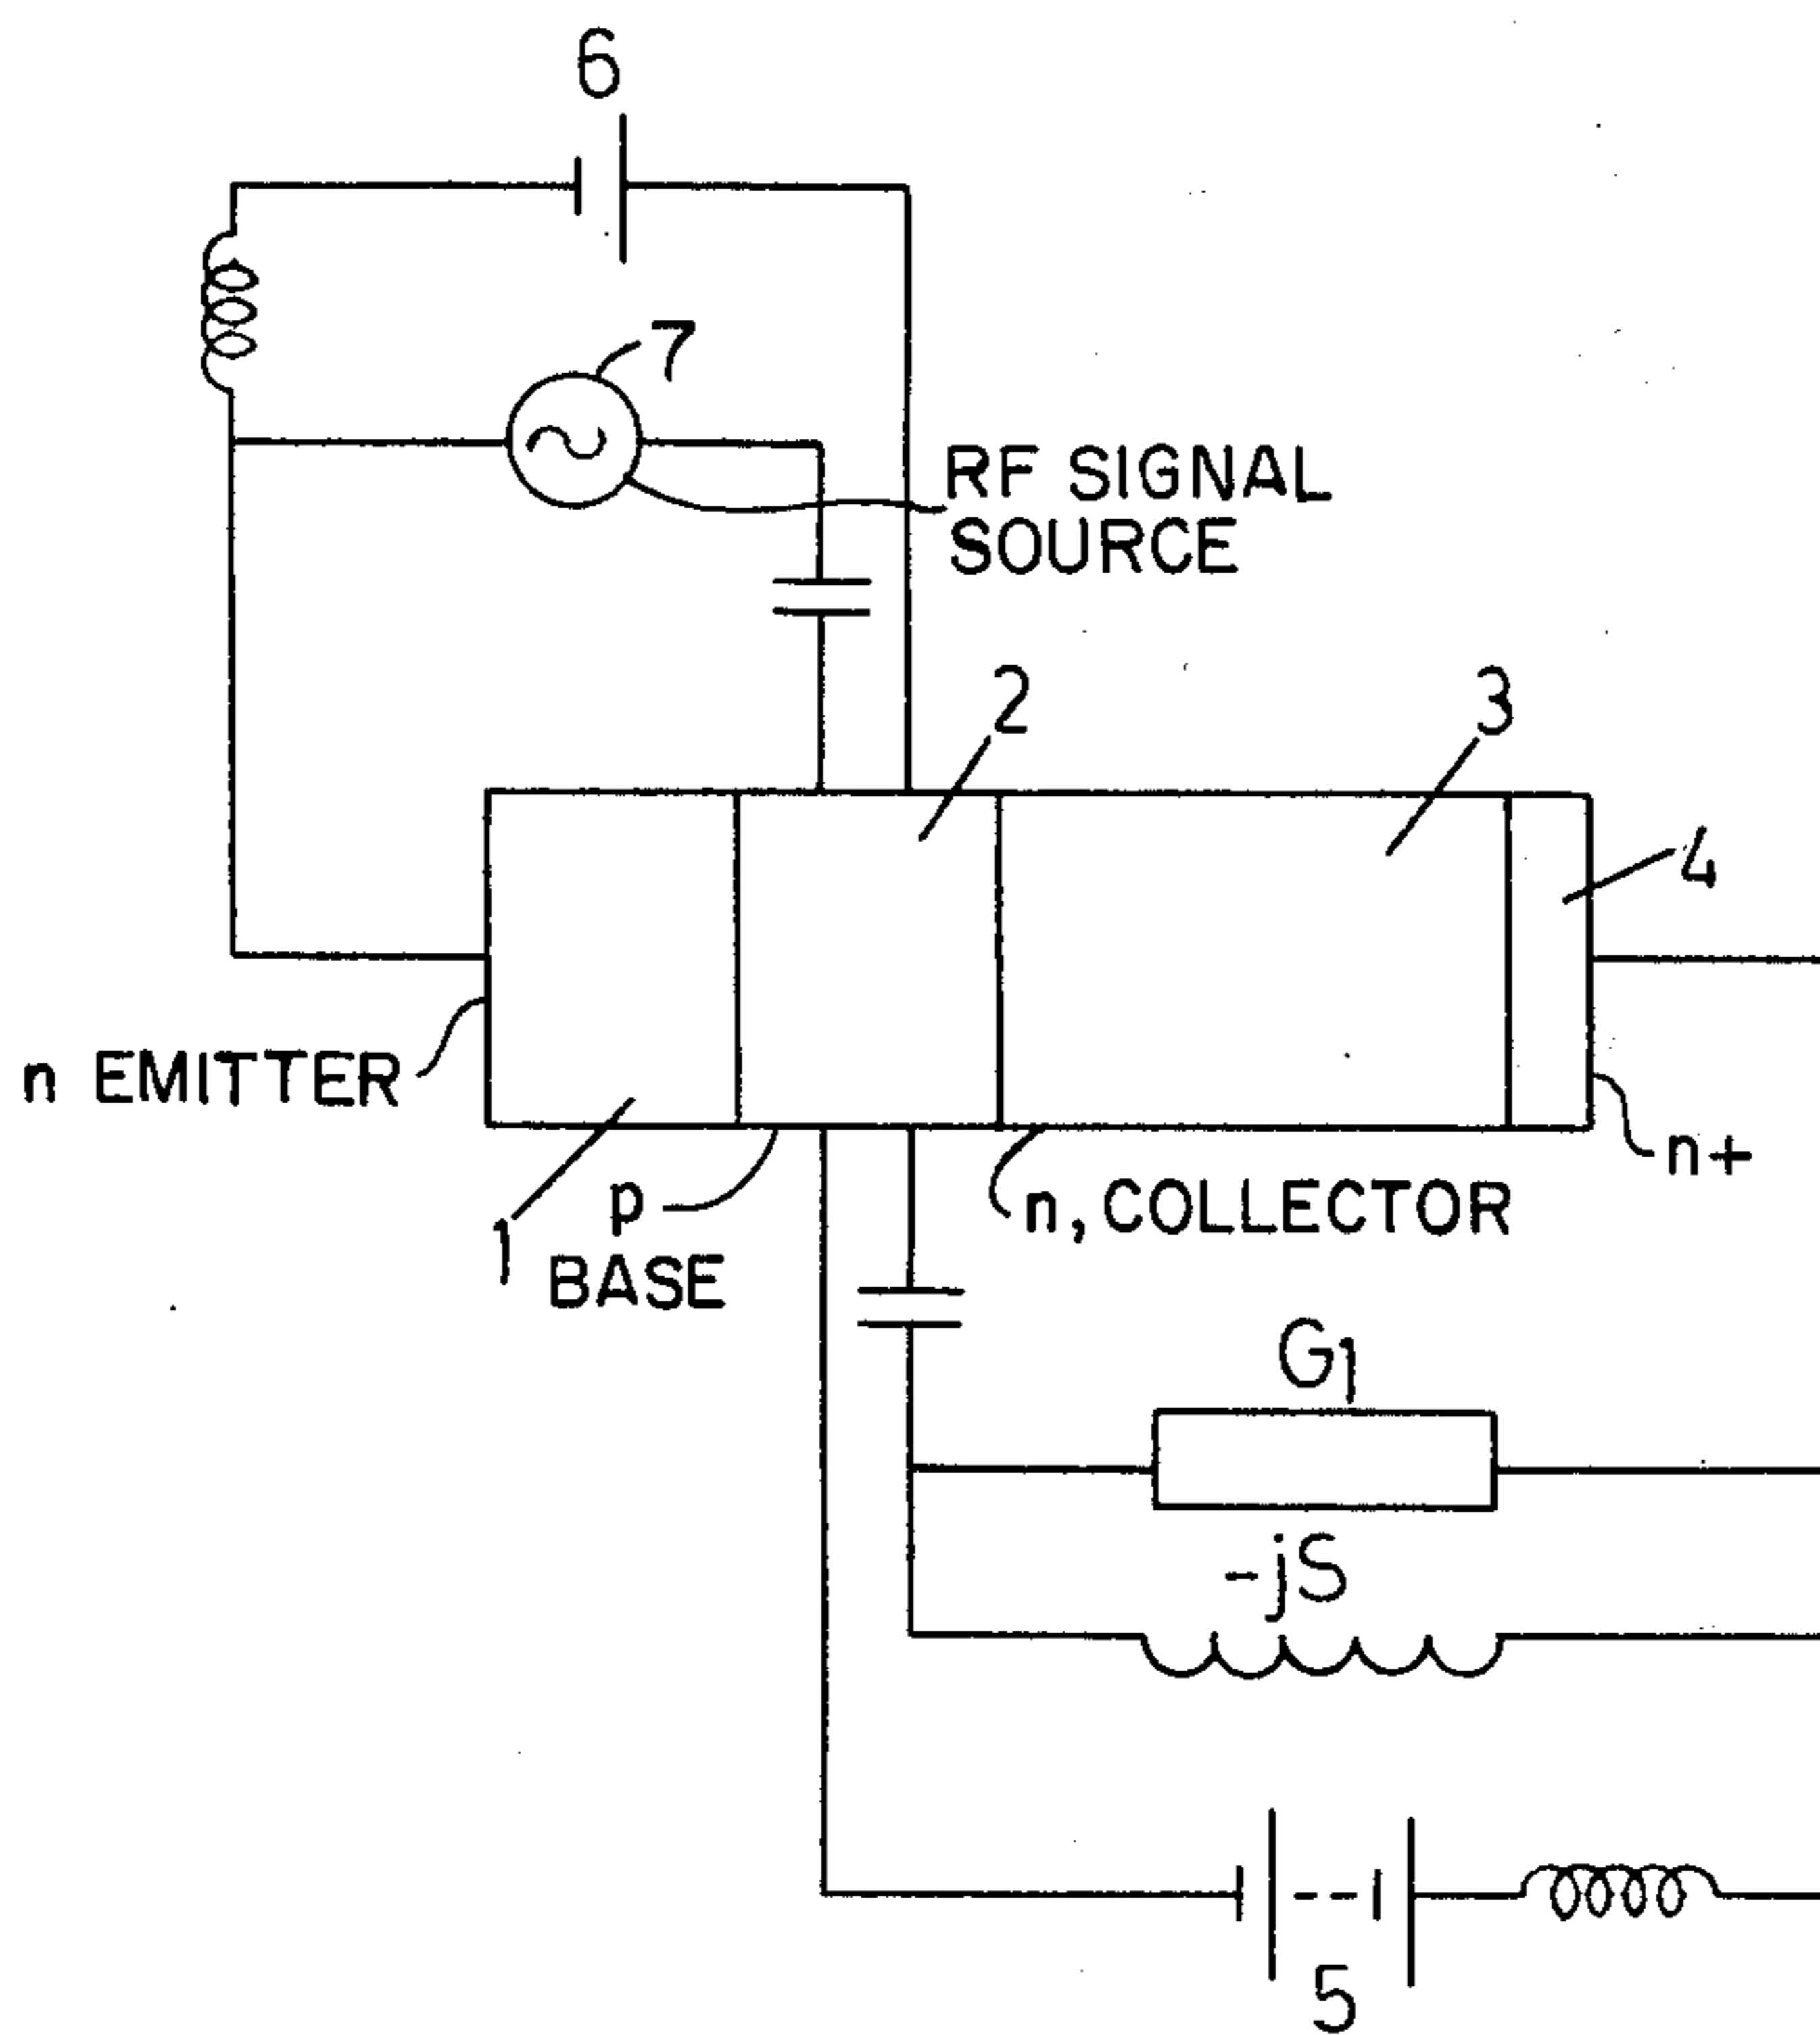 6
7
RF SIGNAL
SOURCE
2
3
4
n EMITTER
n+
1
p
BASE
n, COLLECTOR
G1
-jS
5